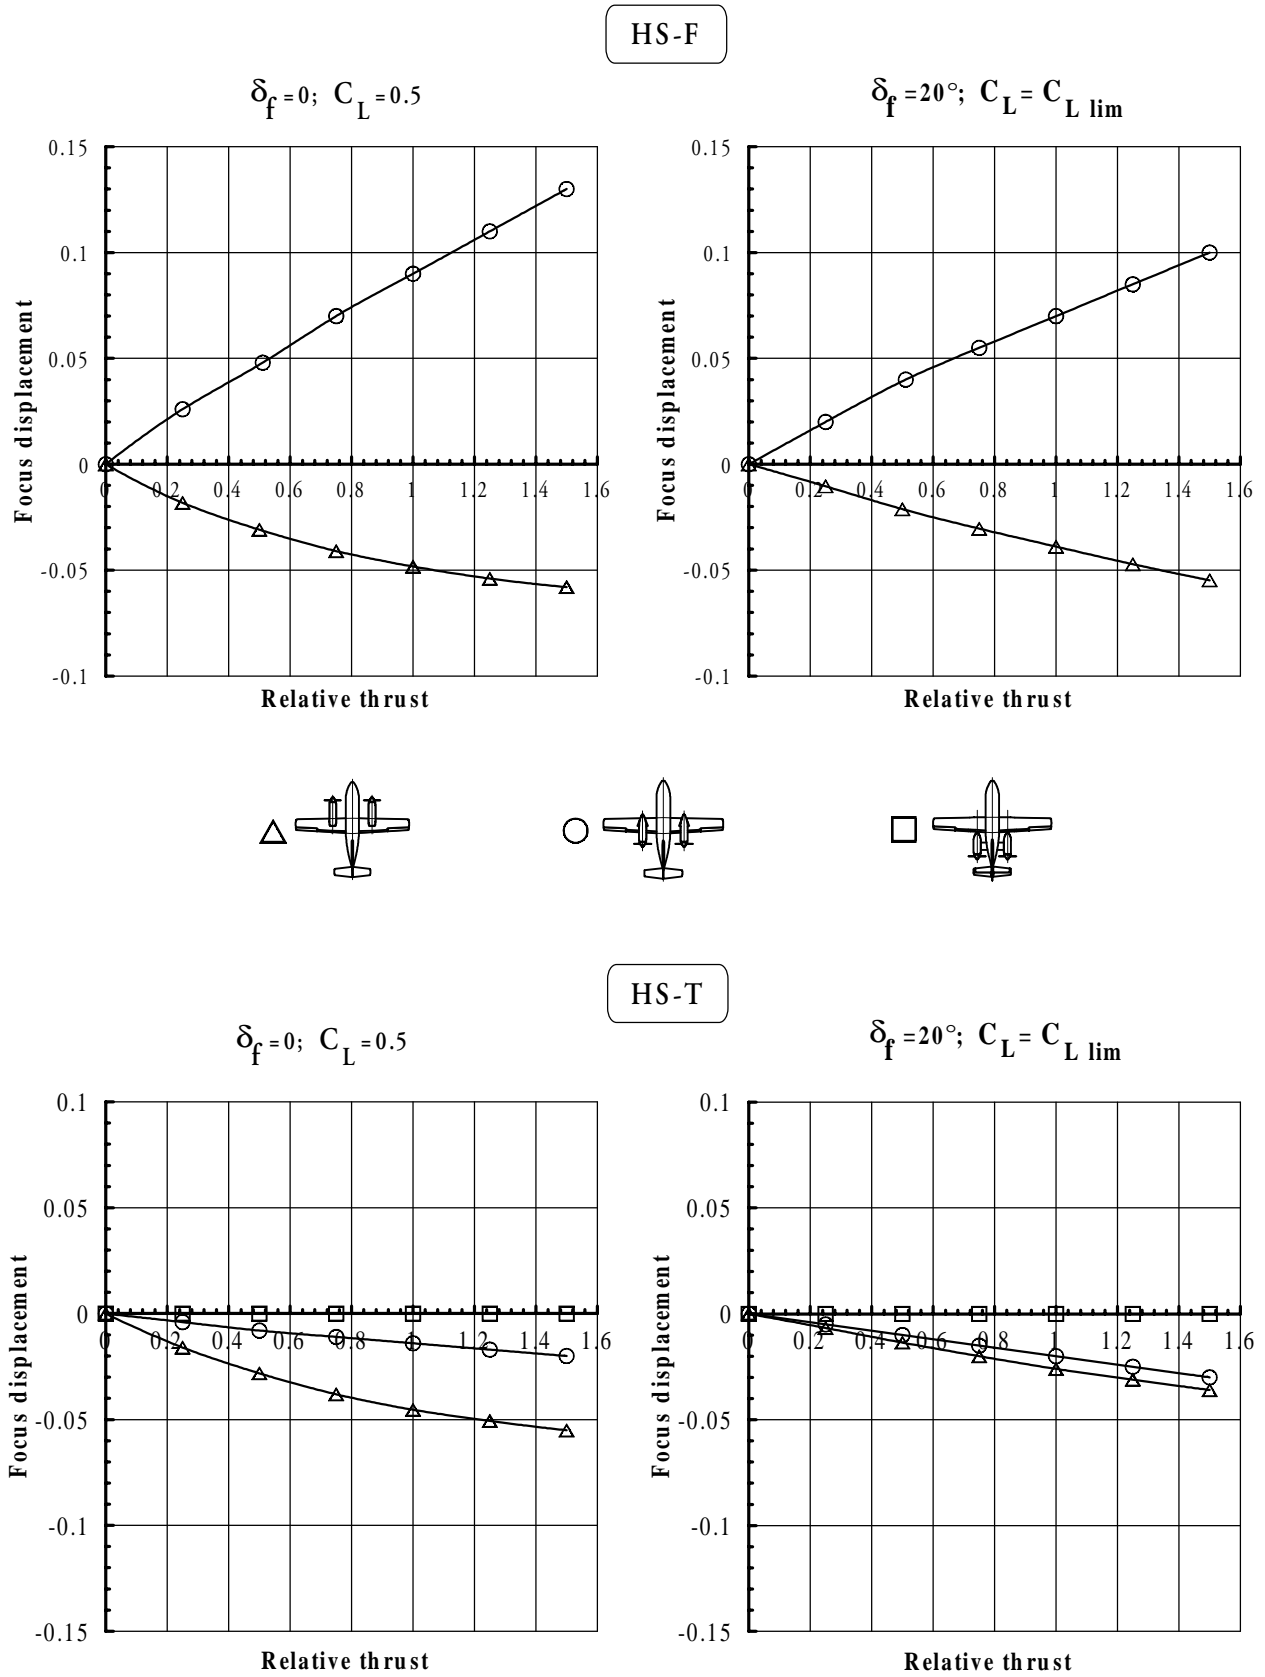 HS-F
δf =0; CL =0.5
δf =20°; CL = CL lim
0.15
0.1
0.05
0
-0.05
-0.1
0 0.2 0.4 0.6 0.8 1 1.2 1.4 1.6
Focus displacement
Relative thrust
0.15
0.1
0.05
0
-0.05
-0.1
0 0.2 0.4 0.6 0.8 1 1.2 1.4 1.6
Focus displacement
Relative thrust
HS-T
δf =0; CL =0.5
δf =20°; CL = CL lim
0.1
0.05
0
-0.05
-0.1
-0.15
0 0.2 0.4 0.6 0.8 1 1.2 1.4 1.6
Focus displacement
Relative thrust
0.1
0.05
0
-0.05
-0.1
-0.15
0 0.2 0.4 0.6 0.8 1 1.2 1.4 1.6
Focus displacement
Relative thrust